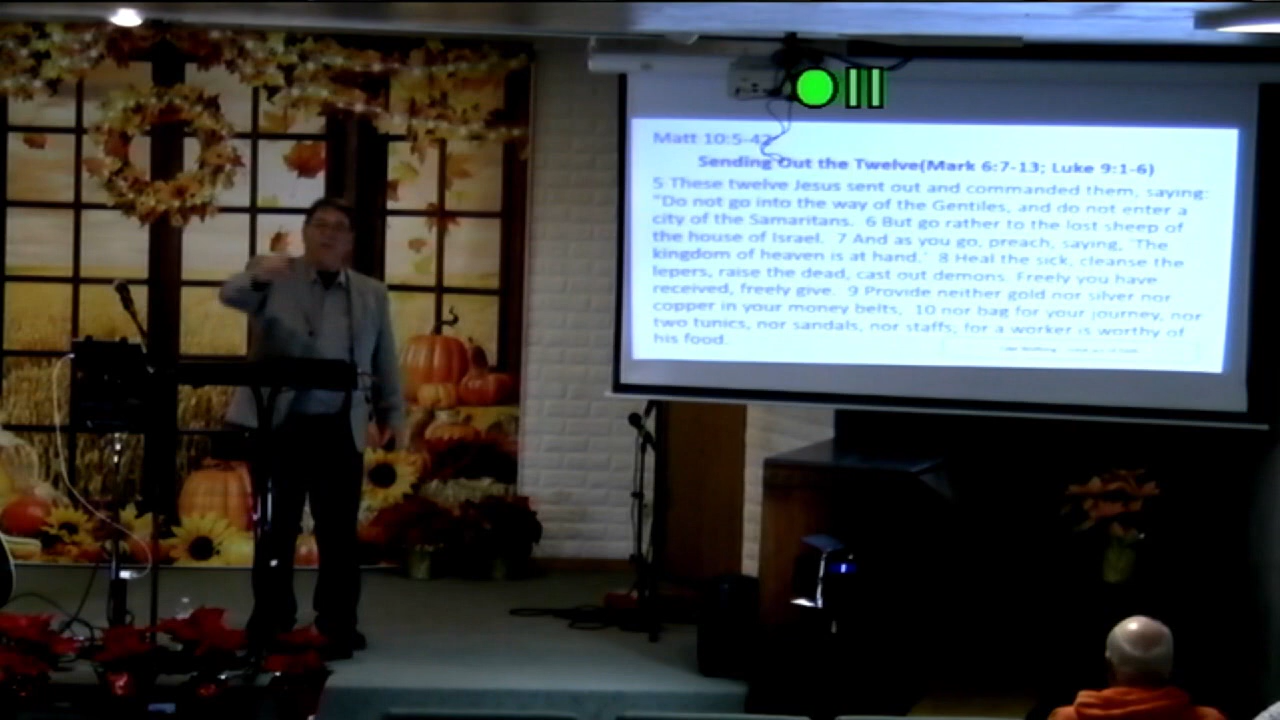 Matt 10:5-42
Sending Out the Twelve(Mark 6:7-13; Luke 9:1-6)
5 These twelve Jesus sent out and commanded them, saying:
"Do not go into the way of the Gentiles, and do not enter a
city of the Samaritans. 6 But go rather to the lost sheep of
the house of Israel. 7 And as you go, preach, saying, 'The
kingdom of heaven is at hand.' 8 Heal the sick, cleanse the
lepers, raise the dead, cast out demons. Freely you have
received, freely give. 9 Provide neither gold nor silver nor
copper in your money belts, 10 nor bag for your journey, nor
two tunics, nor sandals, nor staffs; for a worker is worthy of
his food.